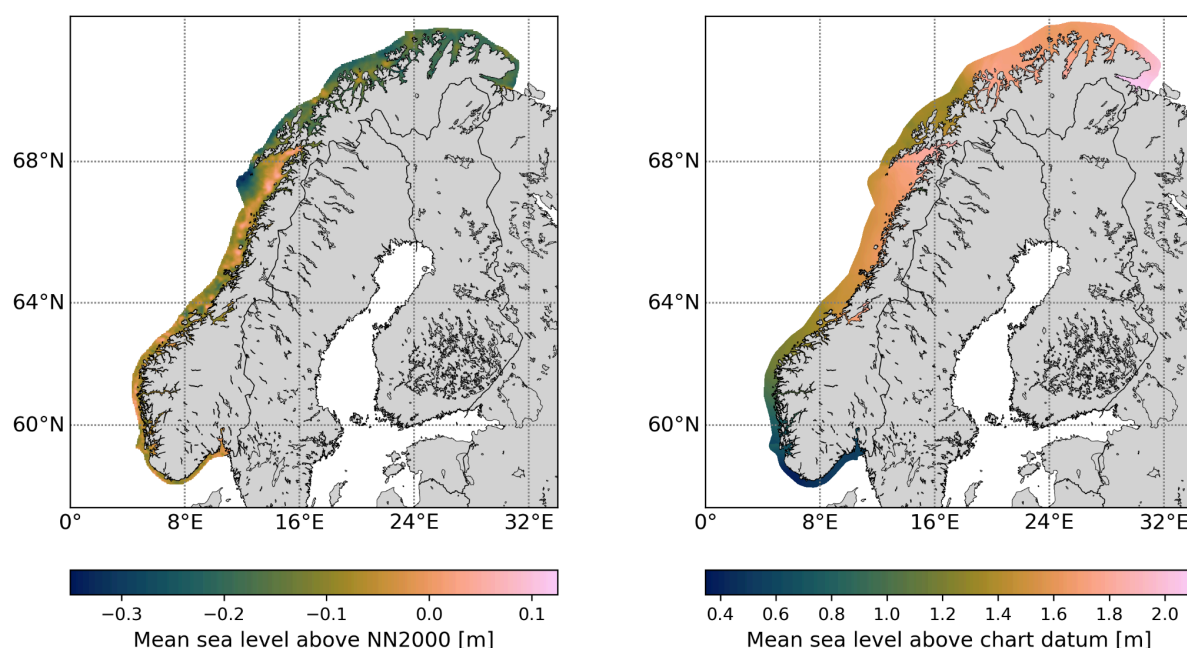 68°N
64°N
60°N
0°
8°E
16°E
24°E
32°E
−0.3
−0.2
−0.1
0.0
0.1
Mean sea level above NN2000 [m]
0°
8°E
16°E
24°E
32°E
68°N
64°N
60°N
0.4
0.6
0.8
1.0
1.2
1.4
1.6
1.8
2.0
Mean sea level above chart datum [m]